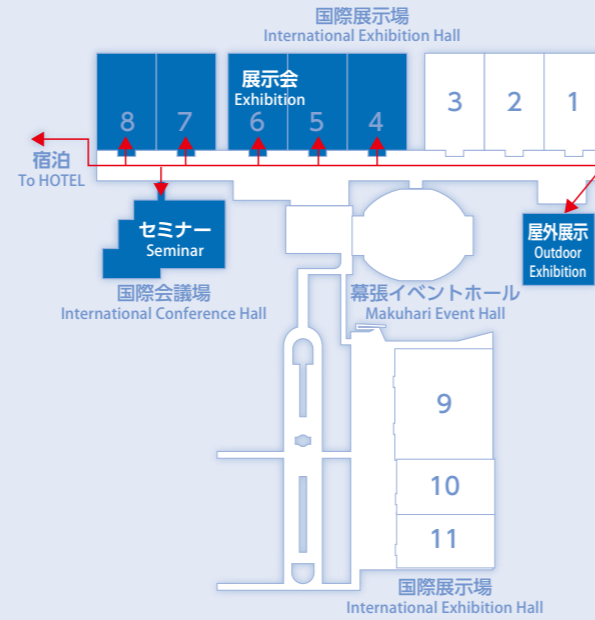 国際展示場
International Exhibition Hall
展示会
Exhibition
8
7
6
5
4
3
2
1
宿泊
To HOTEL
セミナー
Seminar
屋外展示
Outdoor
Exhibition
国際会議場
International Conference Hall
幕張イベントホール
Makuhari Event Hall
9
10
11
国際展示場
International Exhibition Hall